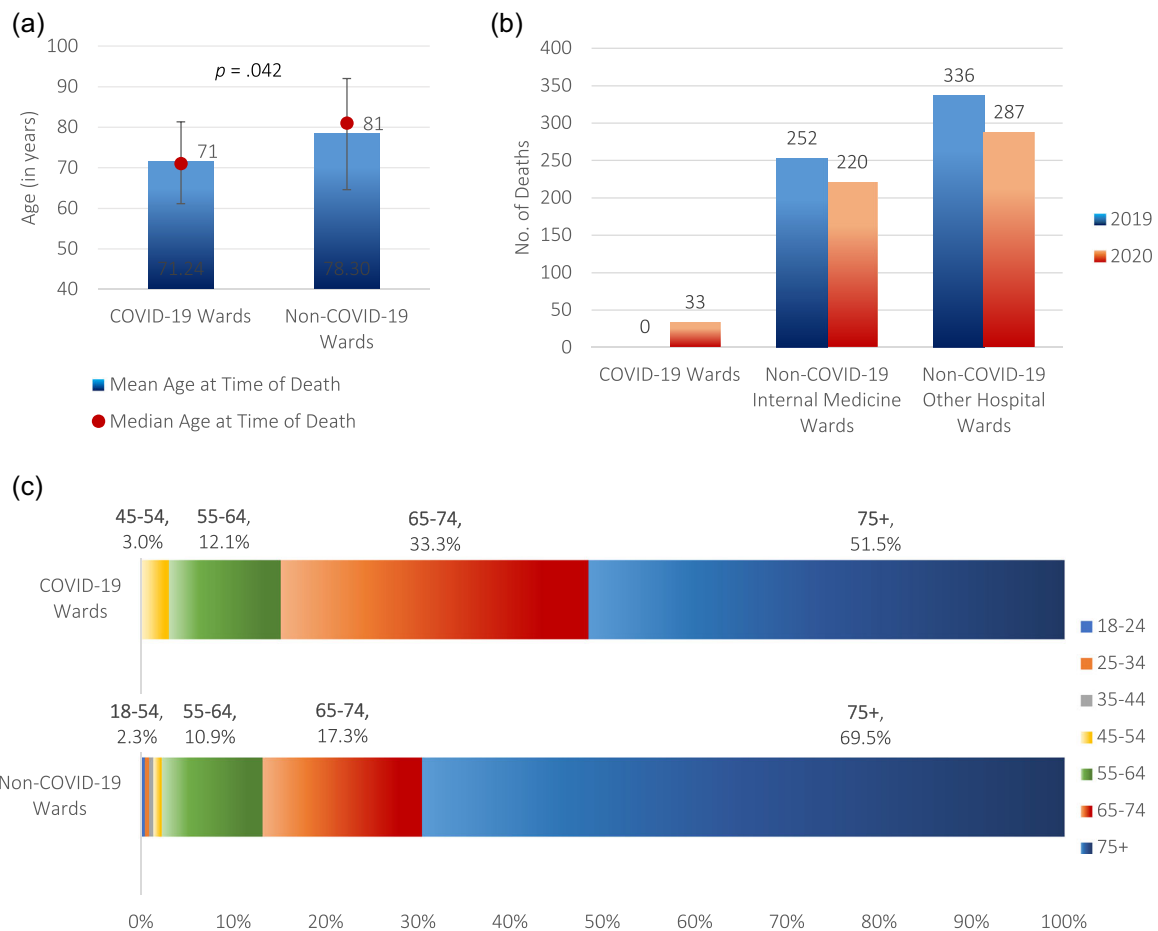 (a)
100
90
80
70
60
50
40
Age (in years)
p = .042
71
81
71.24
78.30
COVID-19 Wards
Non-COVID-19
Wards
Mean Age at Time of Death
Median Age at Time of Death
(b)
400
350
300
250
200
150
100
50
0
No. of Deaths
0
33
252
220
336
287
COVID-19 Wards
Non-COVID-19
Internal Medicine
Wards
Non-COVID-19
Other Hospital
Wards
2019
2020
(c)
45-54,
3.0%
55-64,
12.1%
65-74,
33.3%
75+,
51.5%
COVID-19
Wards
18-54,
2.3%
55-64,
10.9%
65-74,
17.3%
75+,
69.5%
Non-COVID-19
Wards
0%
10%
20%
30%
40%
50%
60%
70%
80%
90%
100%
18-24
25-34
35-44
45-54
55-64
65-74
75+